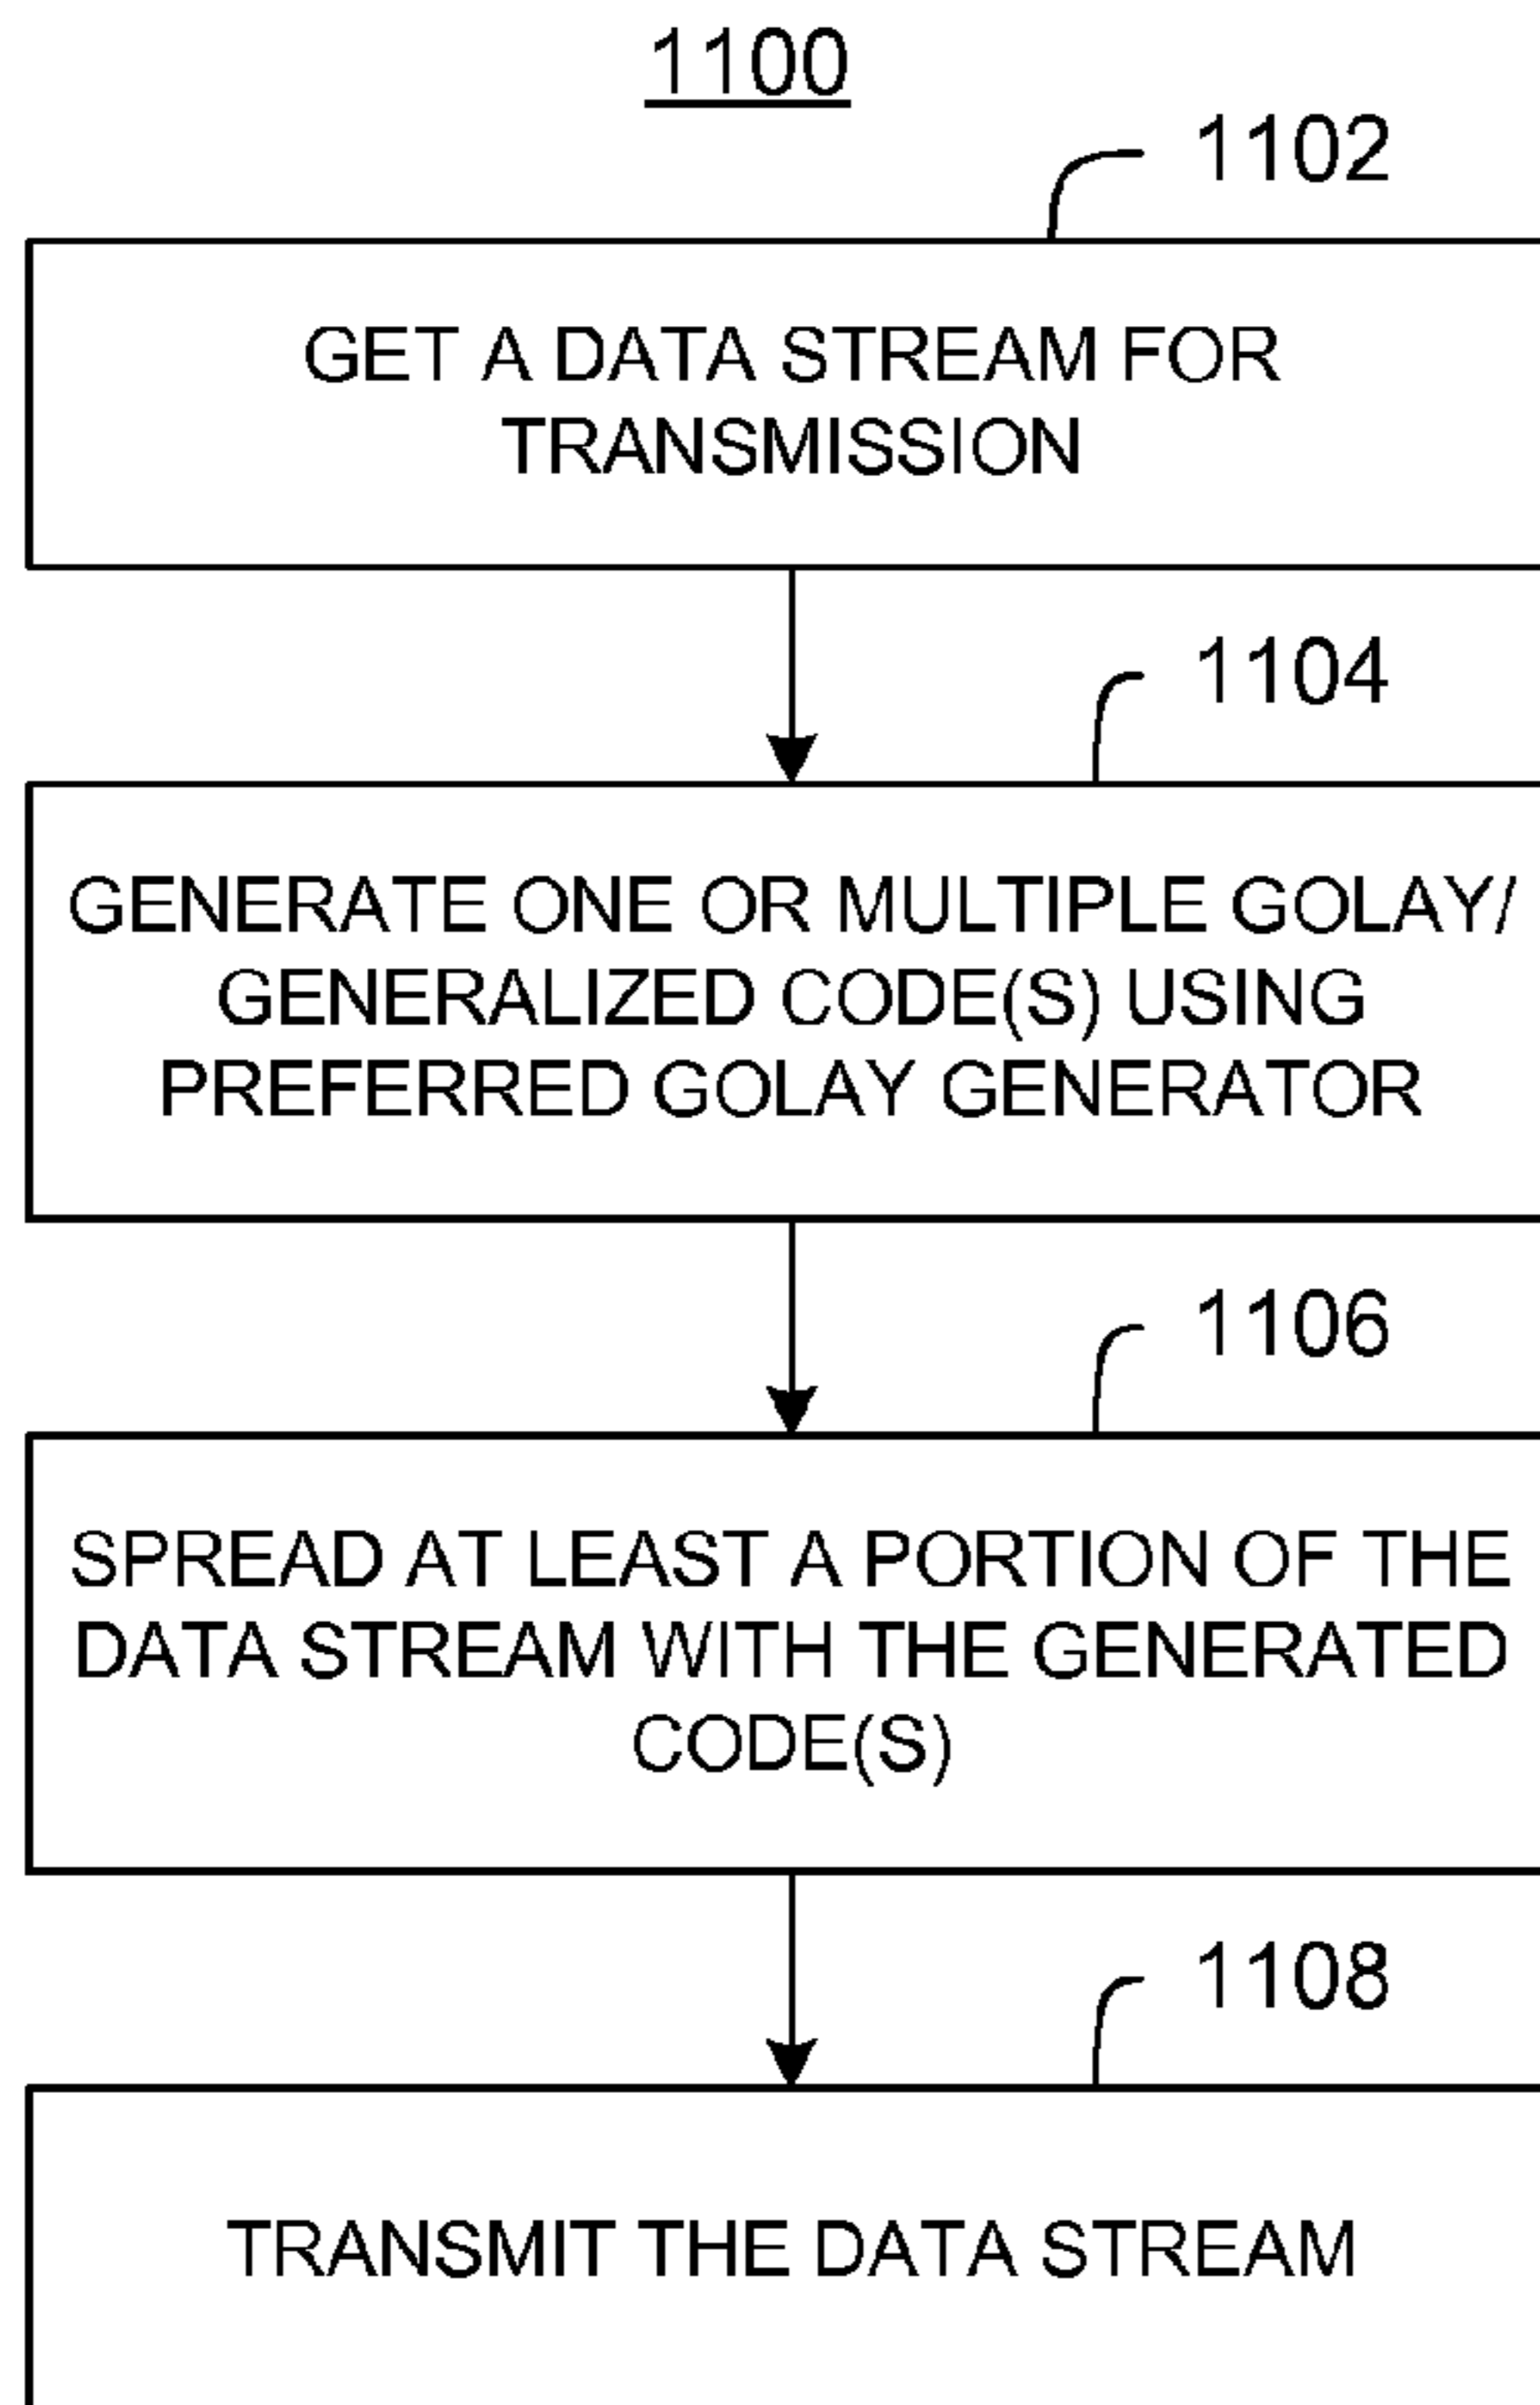 1100
1102
GET A DATA STREAM FOR
TRANSMISSION
1104
GENERATE ONE OR MULTIPLE GOLAY/
GENERALIZED CODE(S) USING
PREFERRED GOLAY GENERATOR
1106
SPREAD AT LEAST A PORTION OF THE
DATA STREAM WITH THE GENERATED
CODE(S)
1108
TRANSMIT THE DATA STREAM